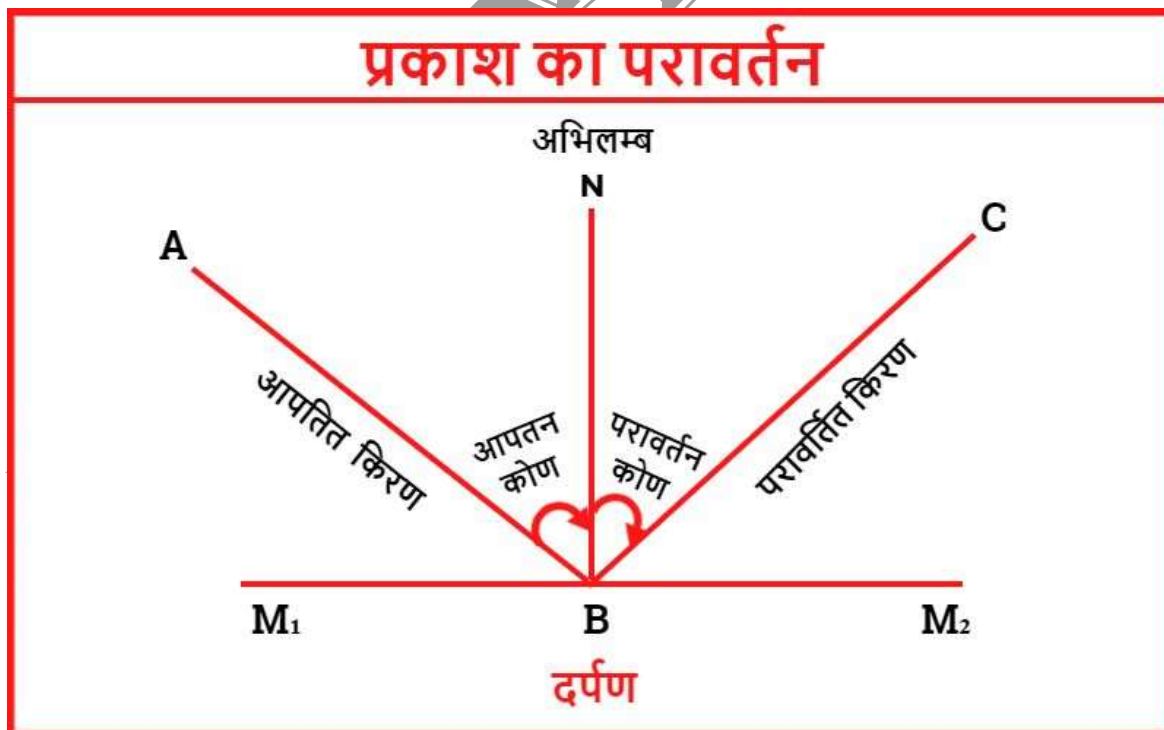 प्रकाश का परावर्तन
अभिलम्ब
N
A
C
आपतित किरण
आपतन
कोण
परावर्तन
कोण
परावर्तित किरण
M₁
B
M₂
दर्पण